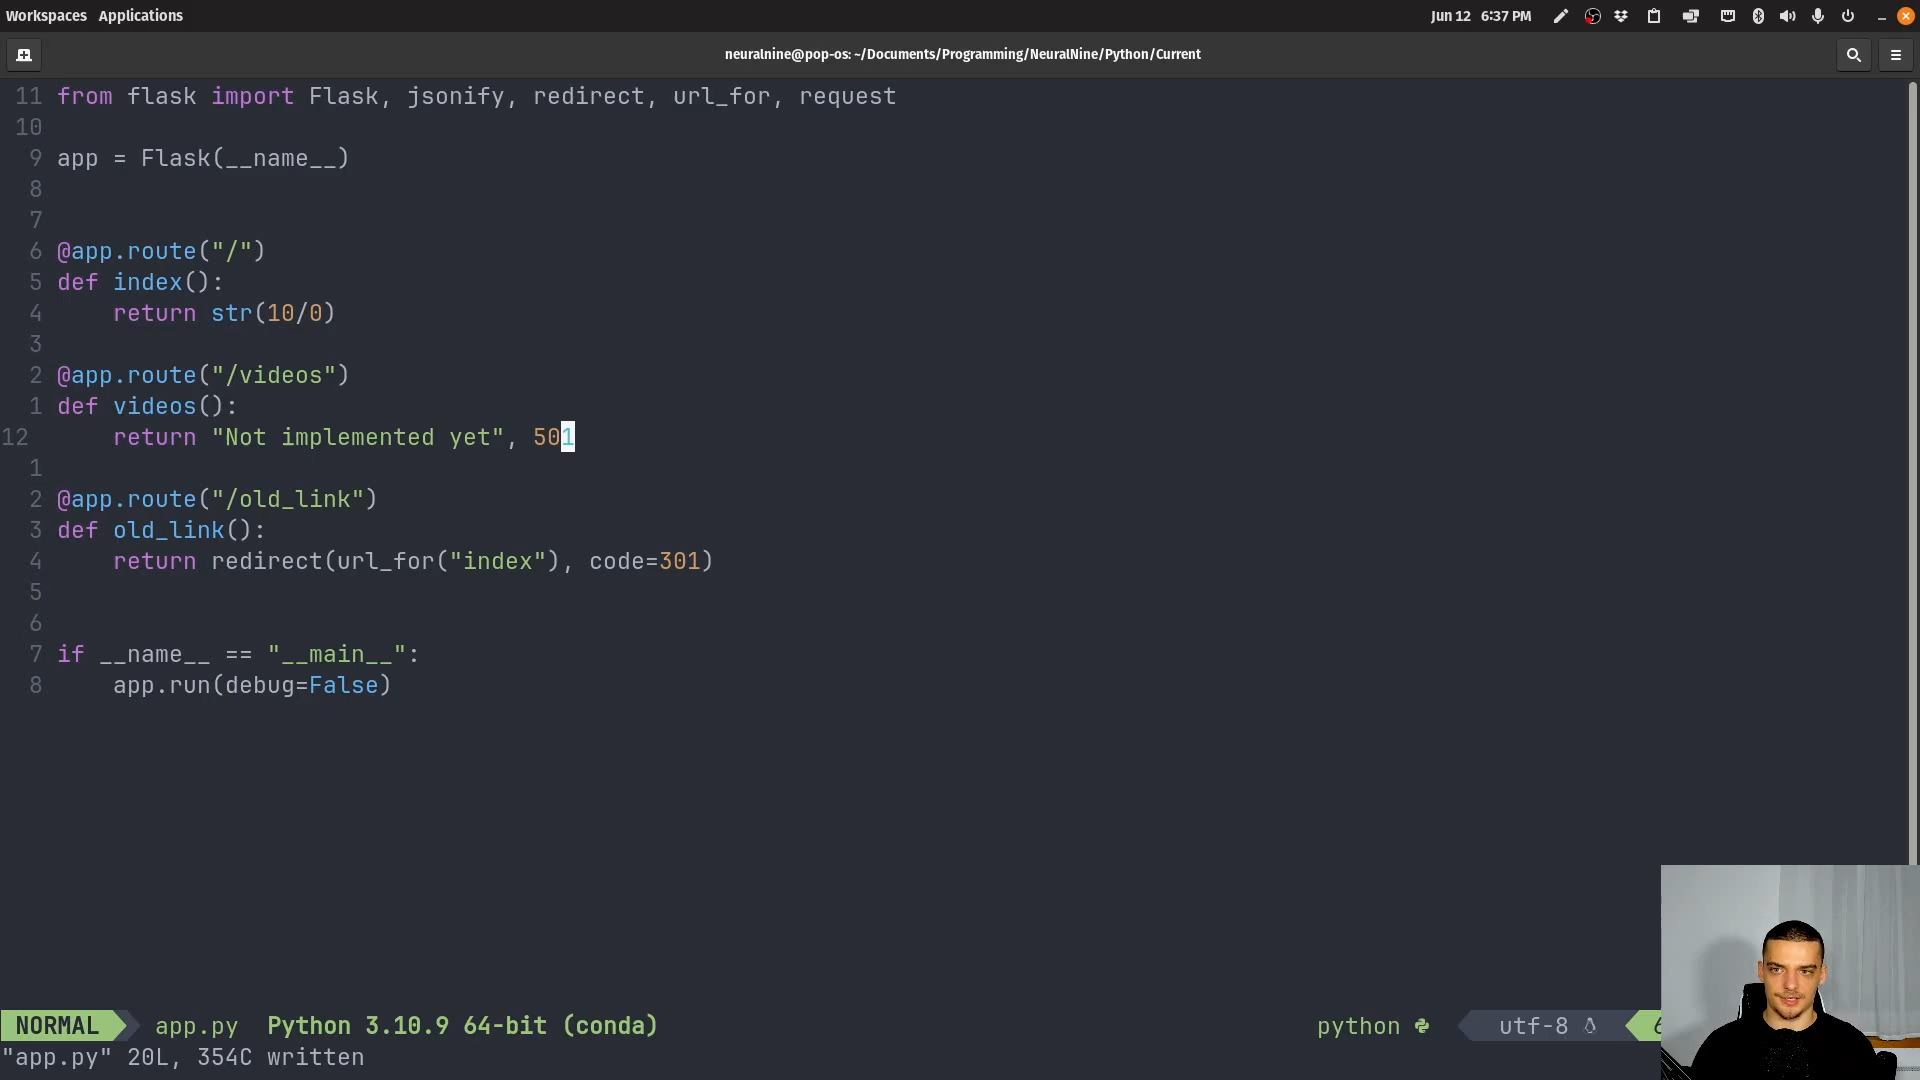 Workspaces Applications Jun 12 6:37 PM
neuralnine@pop-os: ~/Documents/Programming/NeuralNine/Python/Current
11 from flask import Flask, jsonify, redirect, url_for, request
10
9 app = Flask(__name__)
8
7
6 @app.route("/")
5 def index():
4 return str(10/0)
3
2 @app.route("/videos")
1 def videos():
12 return "Not implemented yet", 501
1
2 @app.route("/old_link")
3 def old_link():
4 return redirect(url_for("index"), code=301)
5
6
7 if __name__ == "__main__":
8 app.run(debug=False)
NORMAL app.py Python 3.10.9 64-bit (conda) python utf-8
"app.py" 20L, 354C written